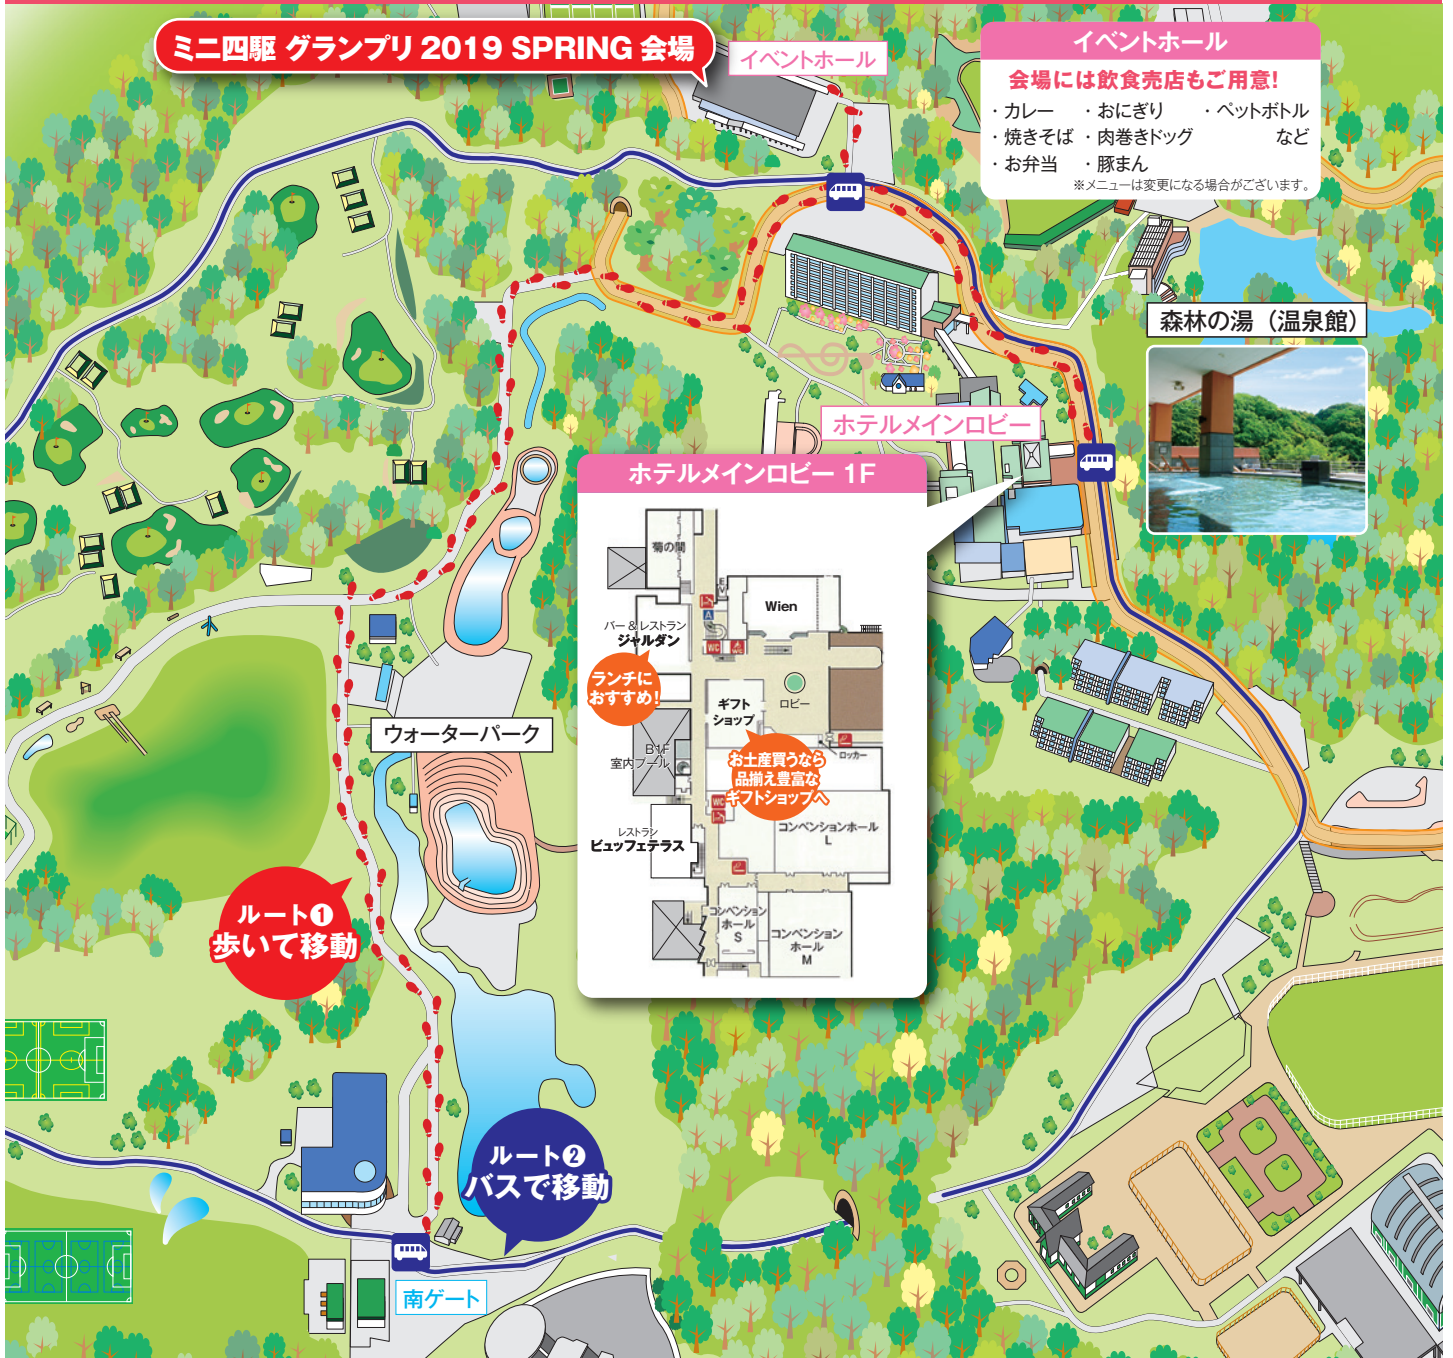 ミニ四駆 グランプリ 2019 SPRING 会場
イベントホール
イベントホール
会場には飲食売店もご用意!
・カレー ・おにぎり ・ペットボトル
・焼きそば ・肉巻きドッグ など
・お弁当 ・豚まん
※メニューは変更になる場合がございます。
森林の湯（温泉館）
ホテルメインロビー
ホテルメインロビー 1F
菊の間
EV
Wien
A
バー＆レストラン
ジャルダン
WC
WC
ランチに
おすすめ!
ギフト
ショップ
ロビー
ロッカー
B1F
室内プール
お土産買うなら
品揃え豊富な
ギフトショップへ
WC
レストラン
ビュッフェテラス
コンベンションホール
L
コンベンション
ホール
S
コンベンション
ホール
M
ウォーターパーク
ルート❶
歩いて移動
ルート❷
バスで移動
南ゲート